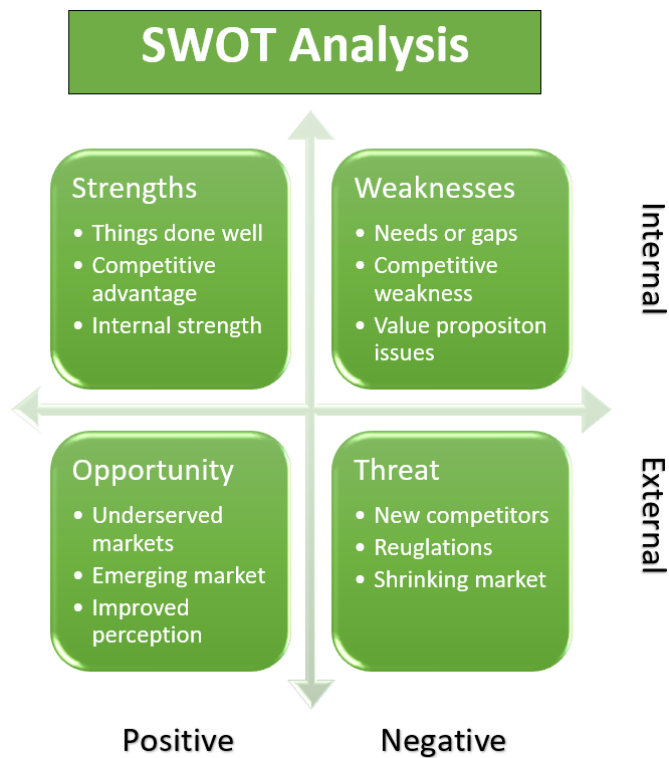 SWOT Analysis
Strengths
• Things done well
• Competitive
advantage
• Internal strength
Weaknesses
• Needs or gaps
• Competitive
weakness
• Value propositon
issues
Internal
Opportunity
• Underserved
markets
• Emerging market
• Improved
perception
Threat
• New competitors
• Reuglations
• Shrinking market
External
Positive
Negative